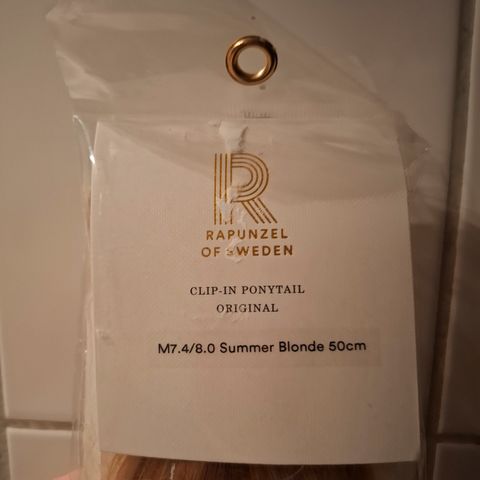 R
RAPUNZEL
OF SWEDEN
CLIP-IN PONYTAIL
ORIGINAL
M7.4/8.0 Summer Blonde 50cm